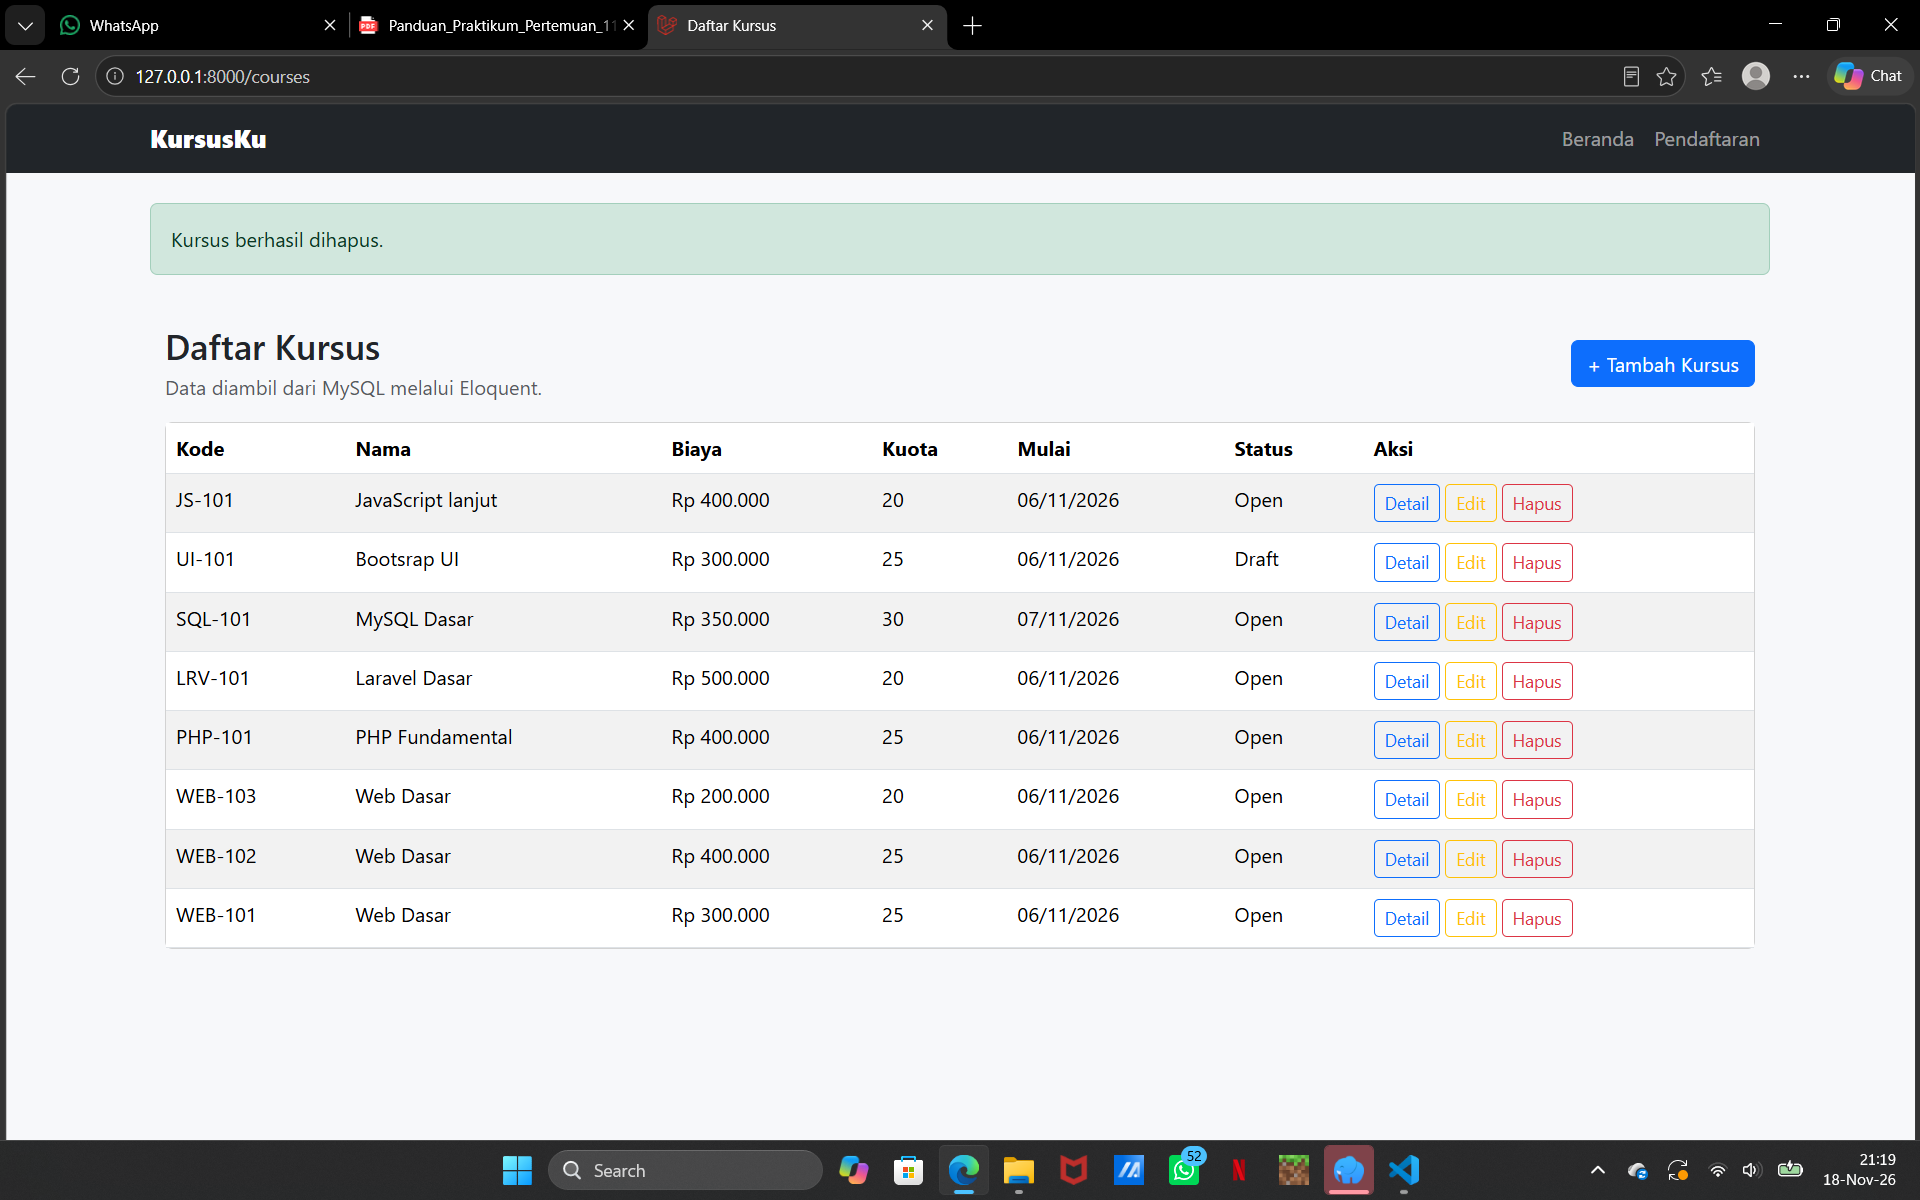 WhatsApp
Panduan_Praktikum_Pertemuan_11
Daftar Kursus
127.0.0.1:8000/courses
Chat
KursusKu
Beranda Pendaftaran
Kursus berhasil dihapus.
Daftar Kursus
Data diambil dari MySQL melalui Eloquent.
+ Tambah Kursus
Kode Nama Biaya Kuota Mulai Status Aksi
JS-101 JavaScript lanjut Rp 400.000 20 06/11/2026 Open Detail Edit Hapus
UI-101 Bootsrap UI Rp 300.000 25 06/11/2026 Draft Detail Edit Hapus
SQL-101 MySQL Dasar Rp 350.000 30 07/11/2026 Open Detail Edit Hapus
LRV-101 Laravel Dasar Rp 500.000 20 06/11/2026 Open Detail Edit Hapus
PHP-101 PHP Fundamental Rp 400.000 25 06/11/2026 Open Detail Edit Hapus
WEB-103 Web Dasar Rp 200.000 20 06/11/2026 Open Detail Edit Hapus
WEB-102 Web Dasar Rp 400.000 25 06/11/2026 Open Detail Edit Hapus
WEB-101 Web Dasar Rp 300.000 25 06/11/2026 Open Detail Edit Hapus
Search
52
21:19
18-Nov-26